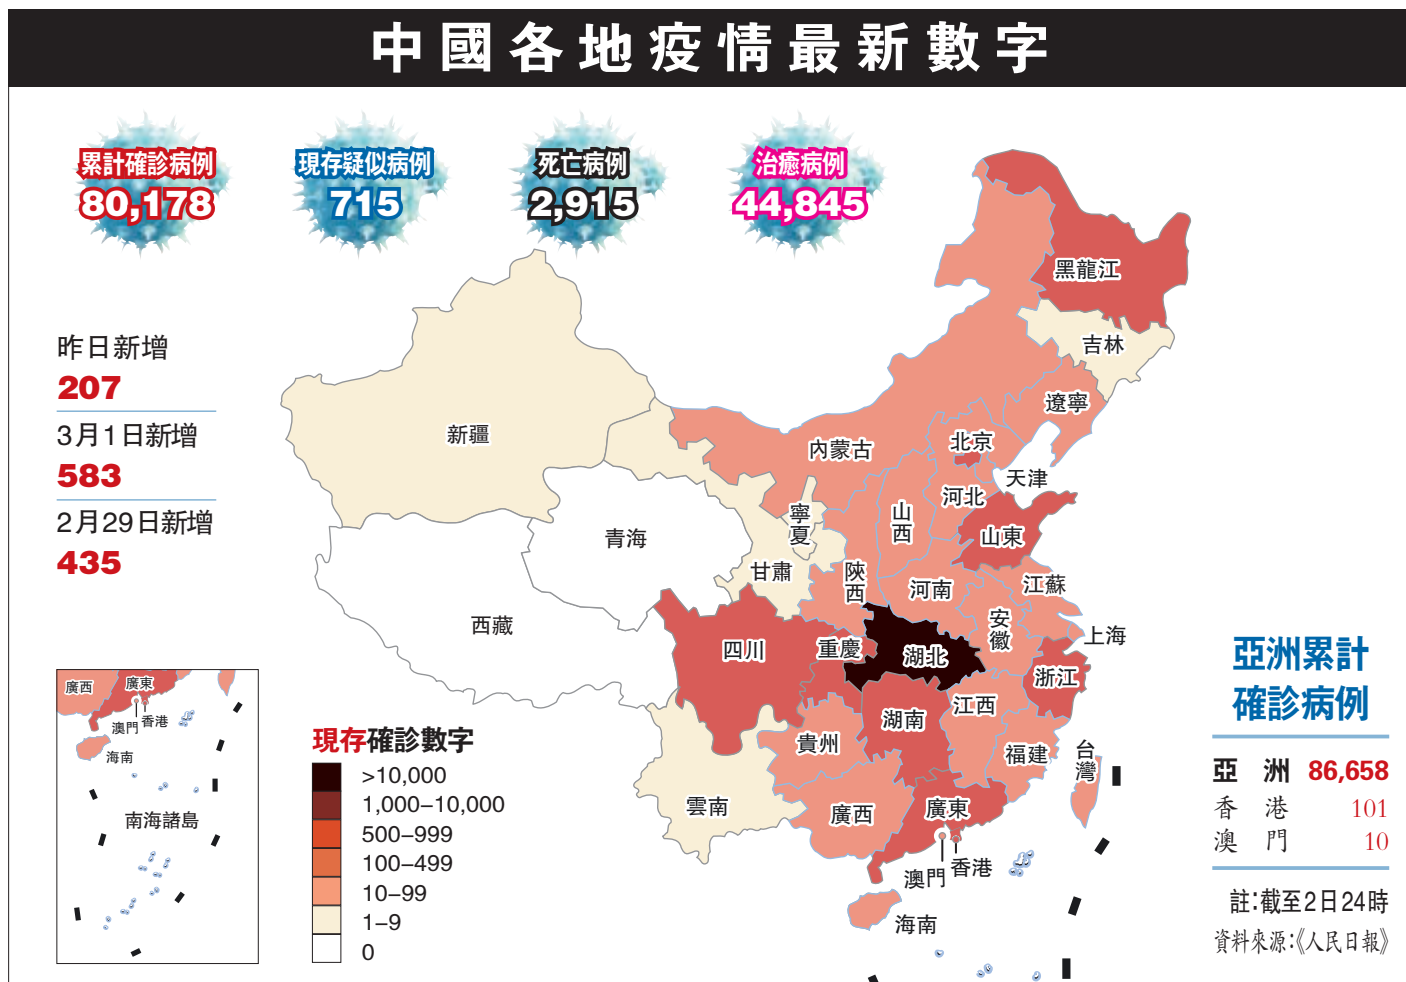 中國各地疫情最新數字
累計確診病例
80,178
現存疑似病例
715
死亡病例
2,915
治癒病例
44,845
昨日新增
207
3月1日新增
583
2月29日新增
435
黑龍江
吉林
遼寧
內蒙古
北京
天津
河北
新疆
山西
山東
寧夏
青海
甘肅
陝西
河南
江蘇
安徽
西藏
上海
四川
重慶
湖北
浙江
江西
湖南
貴州
福建
台灣
雲南
廣西
廣東
澳門
香港
海南
廣西
廣東
澳門
香港
海南
南海諸島
現存確診數字
>10,000
1,000–10,000
500–999
100–499
10–99
1–9
0
亞洲累計
確診病例
亞洲 86,658
香港 101
澳門 10
註:截至2日24時
資料來源:《人民日報》